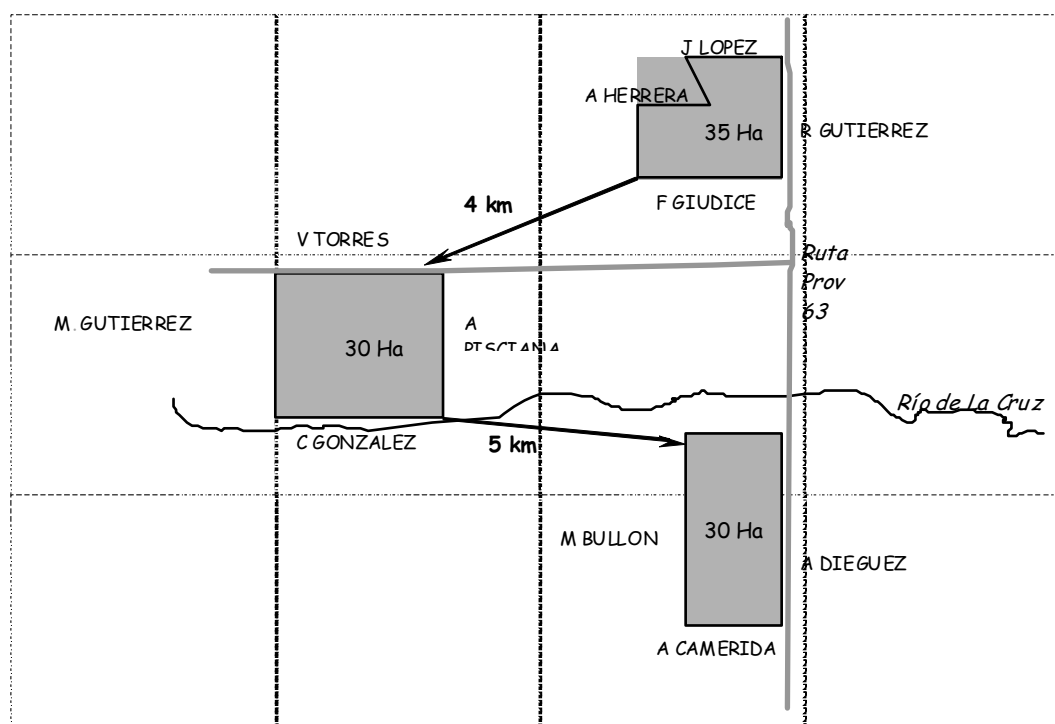 J LOPEZ
A HERRERA
35 Ha
R GUTIERREZ
4 km
F GIUDICE
V TORRES
Ruta
Prov
63
M. GUTIERREZ
A
30 Ha
Río de La Cruz
C GONZALEZ
5 km
M BULLON
30 Ha
A DIEGUEZ
A CAMERIDA